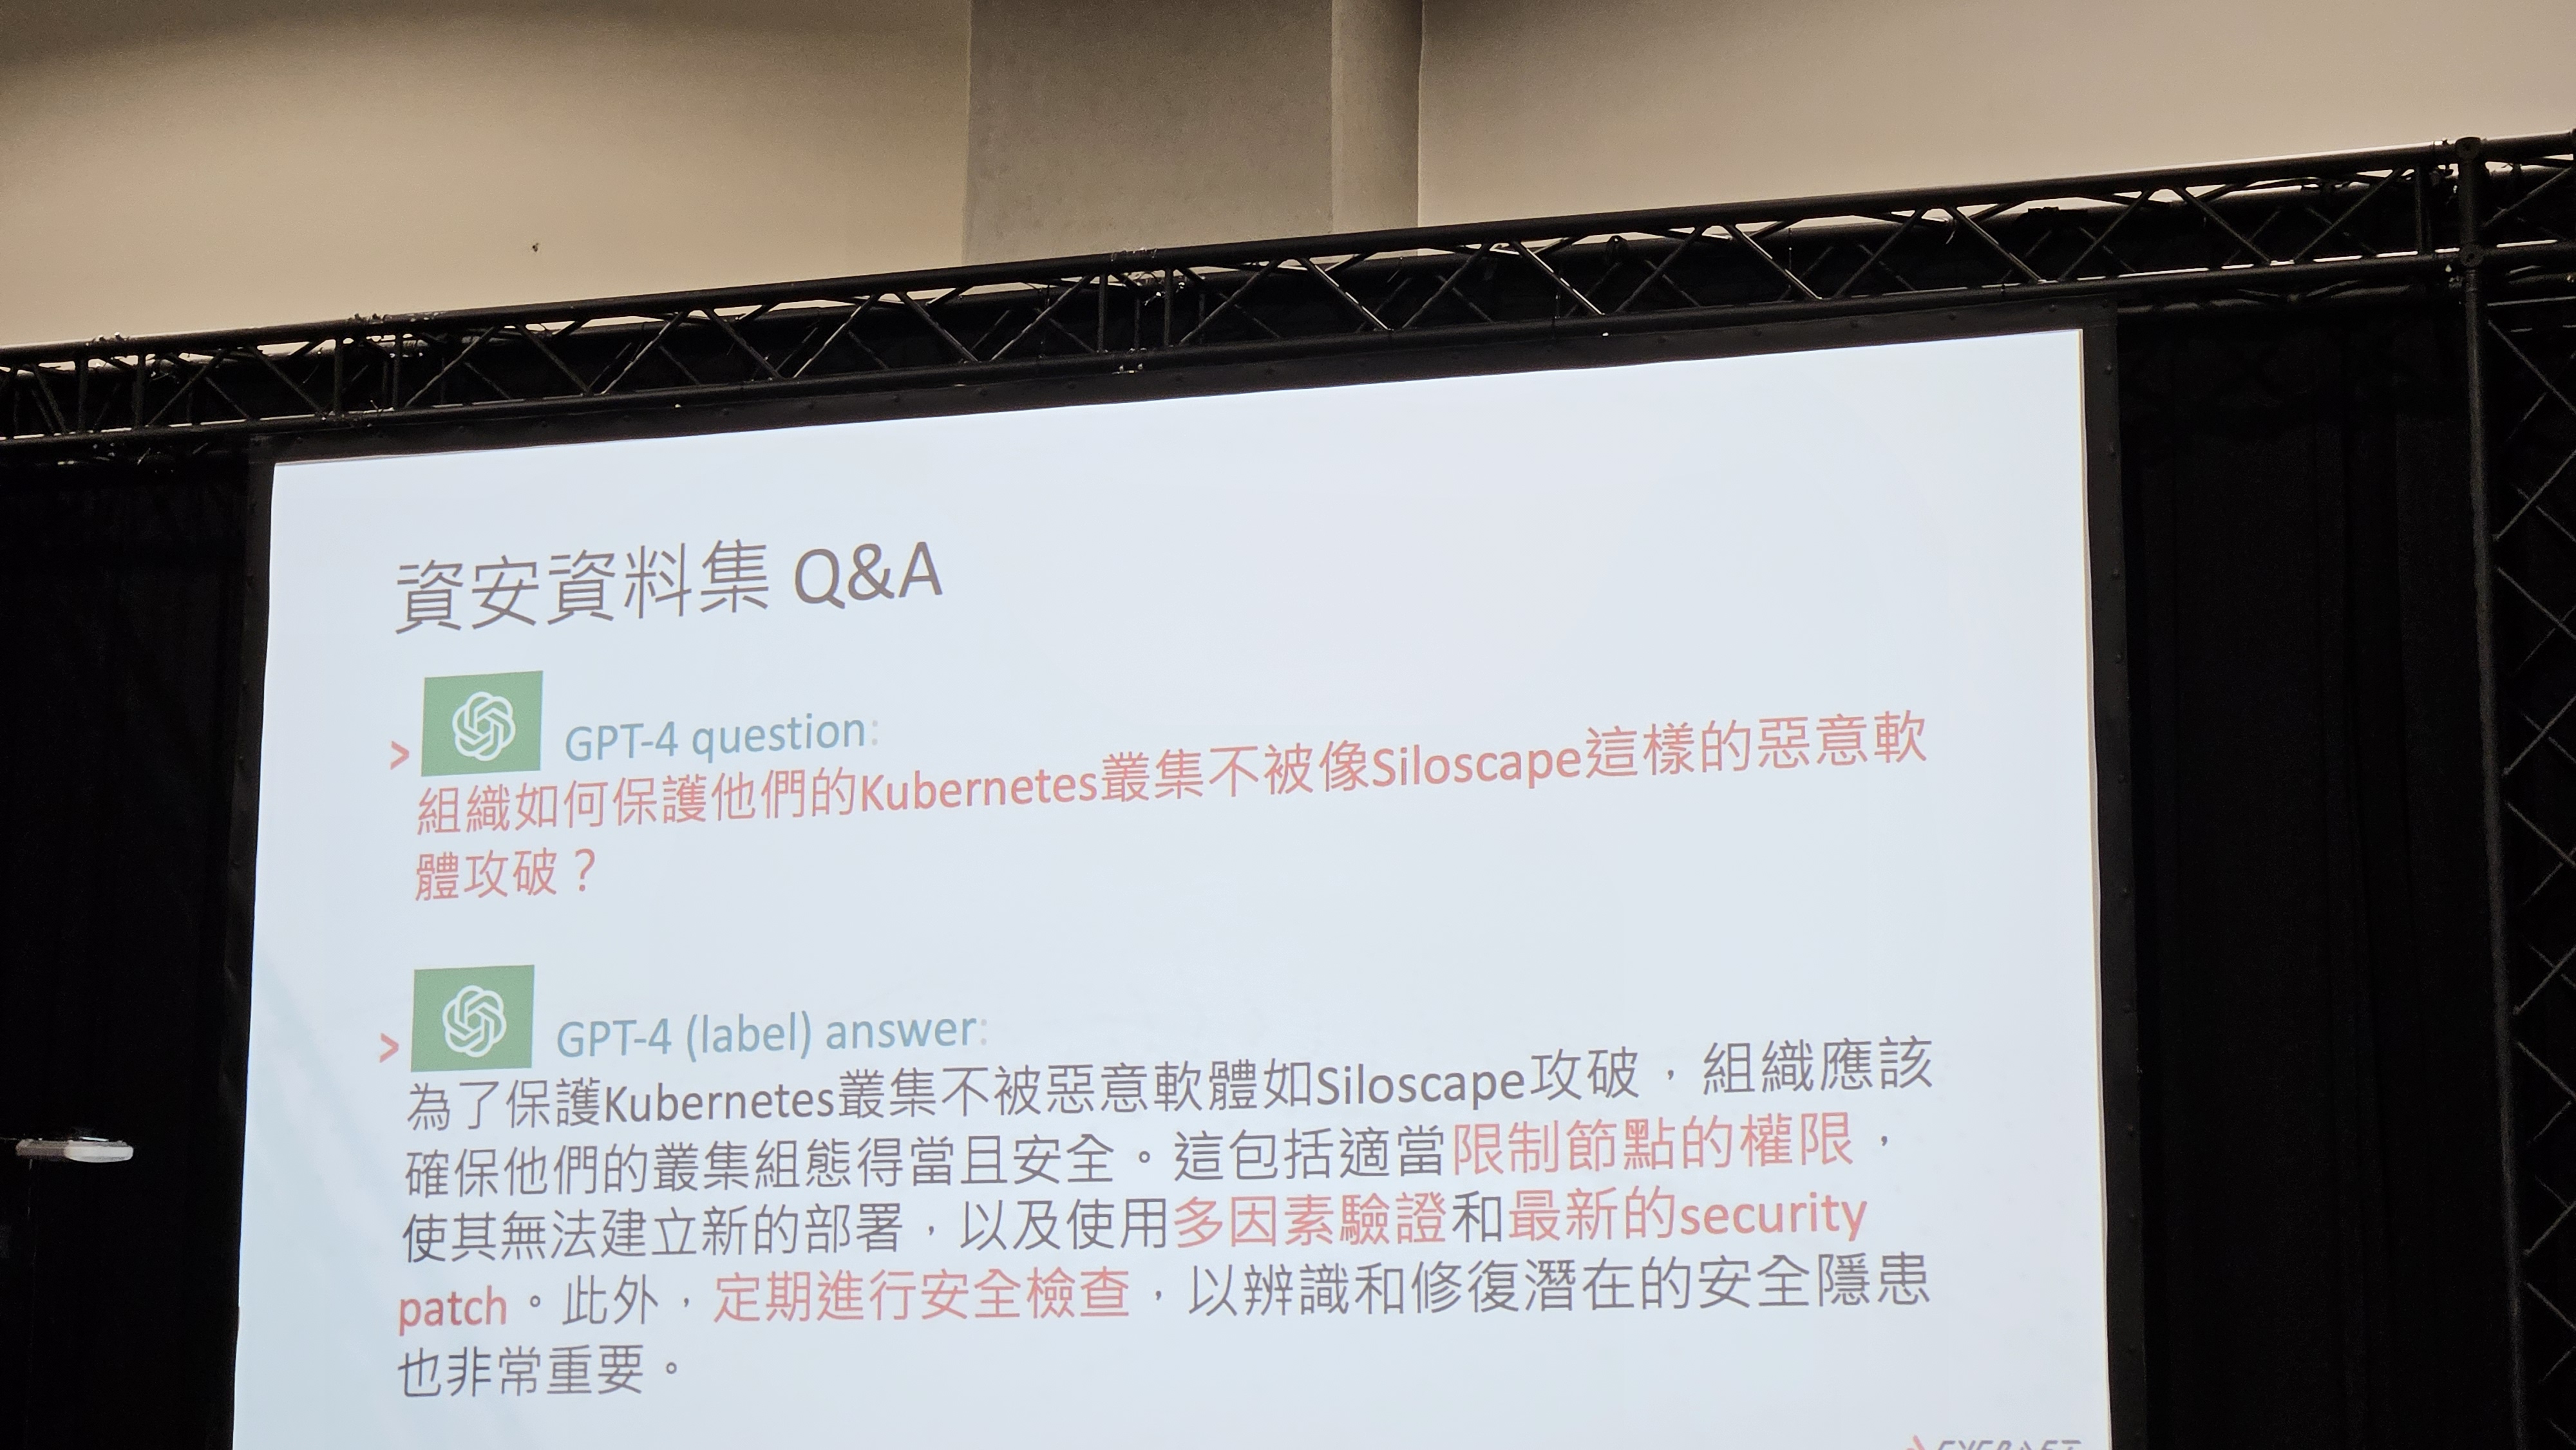 資安資料集 Q&A
GPT-4 question:
組織如何保護他們的Kubernetes叢集不被像Siloscape這樣的惡意軟
體攻破？
GPT-4 (label) answer:
為了保護Kubernetes叢集不被惡意軟體如Siloscape攻破，組織應該
確保他們的叢集組態得當且安全。這包括適當限制節點的權限，
使其無法建立新的部署，以及使用多因素驗證和最新的security
patch。此外，定期進行安全檢查，以辨識和修復潛在的安全隱患
也非常重要。